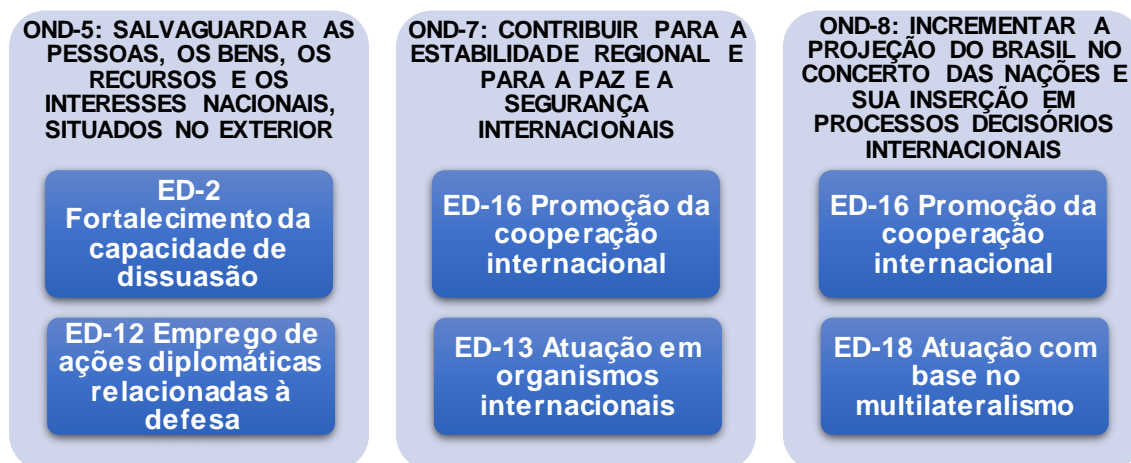 OND-5: SALVAGUARDAR AS
PESSOAS, OS BENS, OS
RECURSOS E OS
INTERESSES NACIONAIS,
SITUADOS NO EXTERIOR
ED-2
Fortalecimento da
capacidade de
dissuasão
ED-12 Emprego de
ações diplomáticas
relacionadas à
defesa
OND-7: CONTRIBUIR PARA A
ESTABILIDADE REGIONAL E
PARA A PAZ E A
SEGURANÇA
INTERNACIONAIS
ED-16 Promoção da
cooperação
internacional
ED-13 Atuação em
organismos
internacionais
OND-8: INCREMENTAR A
PROJEÇÃO DO BRASIL NO
CONCERTO DAS NAÇÕES E
SUA INSERÇÃO EM
PROCESSOS DECISÓRIOS
INTERNACIONAIS
ED-16 Promoção da
cooperação
internacional
ED-18 Atuação com
base no
multilateralismo